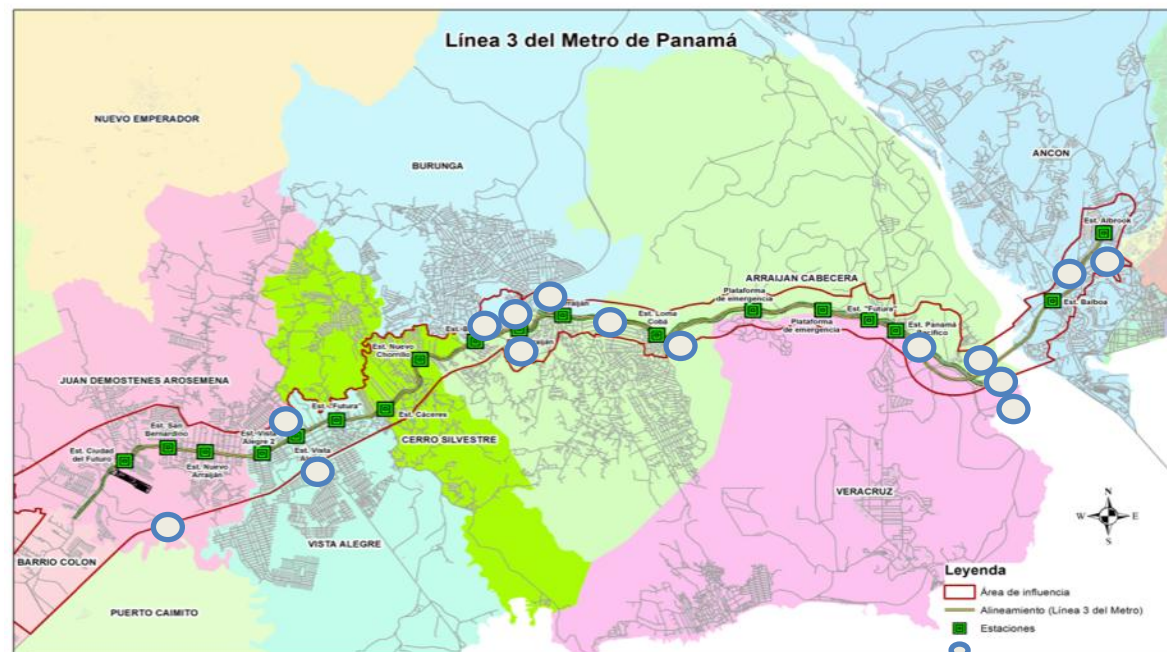 Línea 3 del Metro de Panamá
NUEVO EMPERADOR
BURUNGA
ANCON
Est. Albrook
ARRAIJAN CABECERA
Plataforma
de emergencia
Est. "Futura"
Est. Loma
Cobá
Plataforma
de emergencia
Est. Balboa
Est. Panamá
Pacífico
Est. Nuevo
Chorrillo
JUAN DEMOSTENES AROSEMENA
Est. "Futura"
Est. Cáceres
Est. San
Bernardino
Est. Vista
Alegre 2
CERRO SILVESTRE
Est. Ciudad
del Futuro
Est. Nuevo
Arraiján
Est. Vista
VERACRUZ
N
W
E
S
BARRIO COLON
VISTA ALEGRE
PUERTO CAIMITO
Leyenda
Área de influencia
Alineamiento (Línea 3 del Metro)
Estaciones